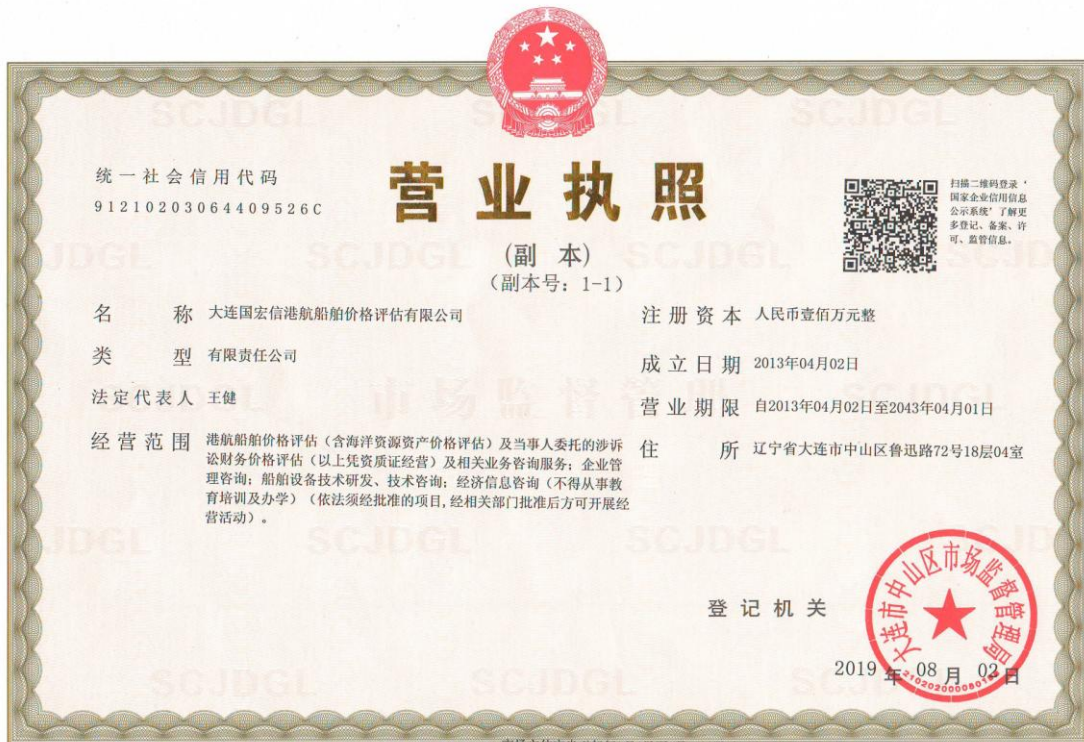 统一社会信用代码
91210203064409526C
营业执照
(副 本)
(副本号: 1-1)
扫描二维码登录‘
国家企业信用信息
公示系统’了解更
多登记、备案、许
可、监管信息。
名 称 大连国宏信港航船舶价格评估有限公司
类 型 有限责任公司
法定代表人 王健
经营范围 港航船舶价格评估（含海洋资源资产价格评估）及当事人委托的涉诉
讼财务价格评估（以上凭资质证经营）及相关业务咨询服务；企业管
理咨询；船舶设备技术研发、技术咨询；经济信息咨询（不得从事教
育培训及办学）（依法须经批准的项目,经相关部门批准后方可开展经
营活动）。
注册资本 人民币壹佰万元整
成立日期 2013年04月02日
营业期限 自2013年04月02日至2043年04月01日
住 所 辽宁省大连市中山区鲁迅路72号18层04室
登记机关
大连市中山区市场监督管理局
2019 年 08 月 02 日
SCJDGL
市场监督管理